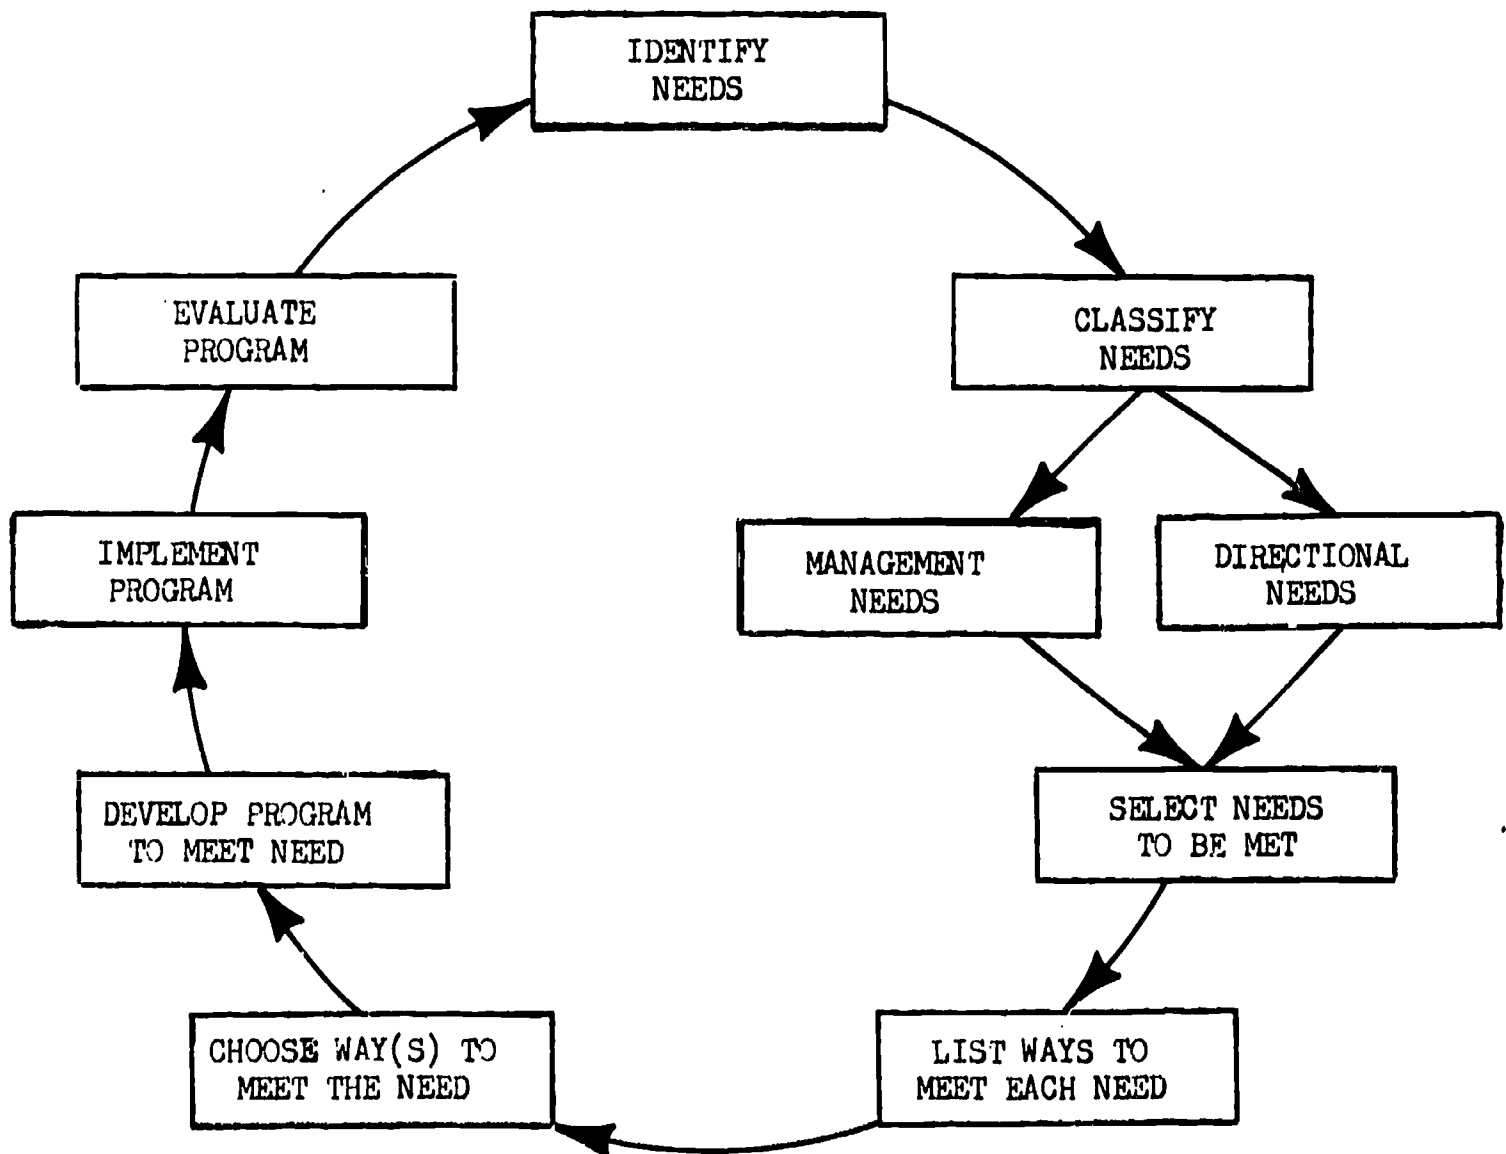 IDENTIFY
NEEDS
CLASSIFY
NEEDS
MANAGEMENT
NEEDS
DIRECTIONAL
NEEDS
SELECT NEEDS
TO BE MET
LIST WAYS TO
MEET EACH NEED
CHOOSE WAY(S) TO
MEET THE NEED
DEVELOP PROGRAM
TO MEET NEED
IMPLEMENT
PROGRAM
EVALUATE
PROGRAM